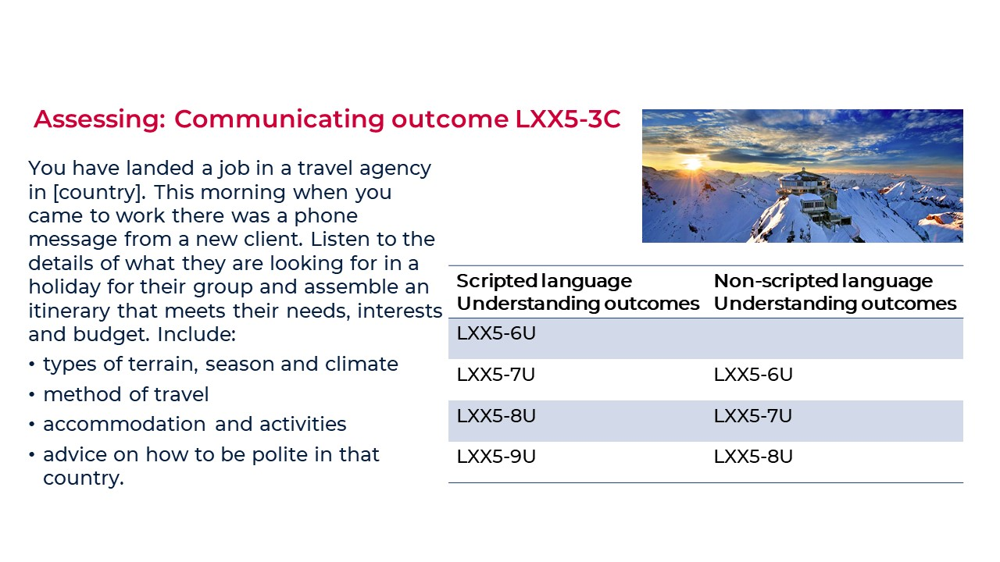 Assessing: Communicating outcome LXX5-3C
You have landed a job in a travel agency
in [country]. This morning when you
came to work there was a phone
message from a new client. Listen to the
details of what they are looking for in a
holiday for their group and assemble an
itinerary that meets their needs, interests
and budget. Include:
• types of terrain, season and climate
• method of travel
• accommodation and activities
• advice on how to be polite in that
country.
Scripted language Non-scripted language
Understanding outcomes Understanding outcomes
LXX5-6U
LXX5-7U LXX5-6U
LXX5-8U LXX5-7U
LXX5-9U LXX5-8U